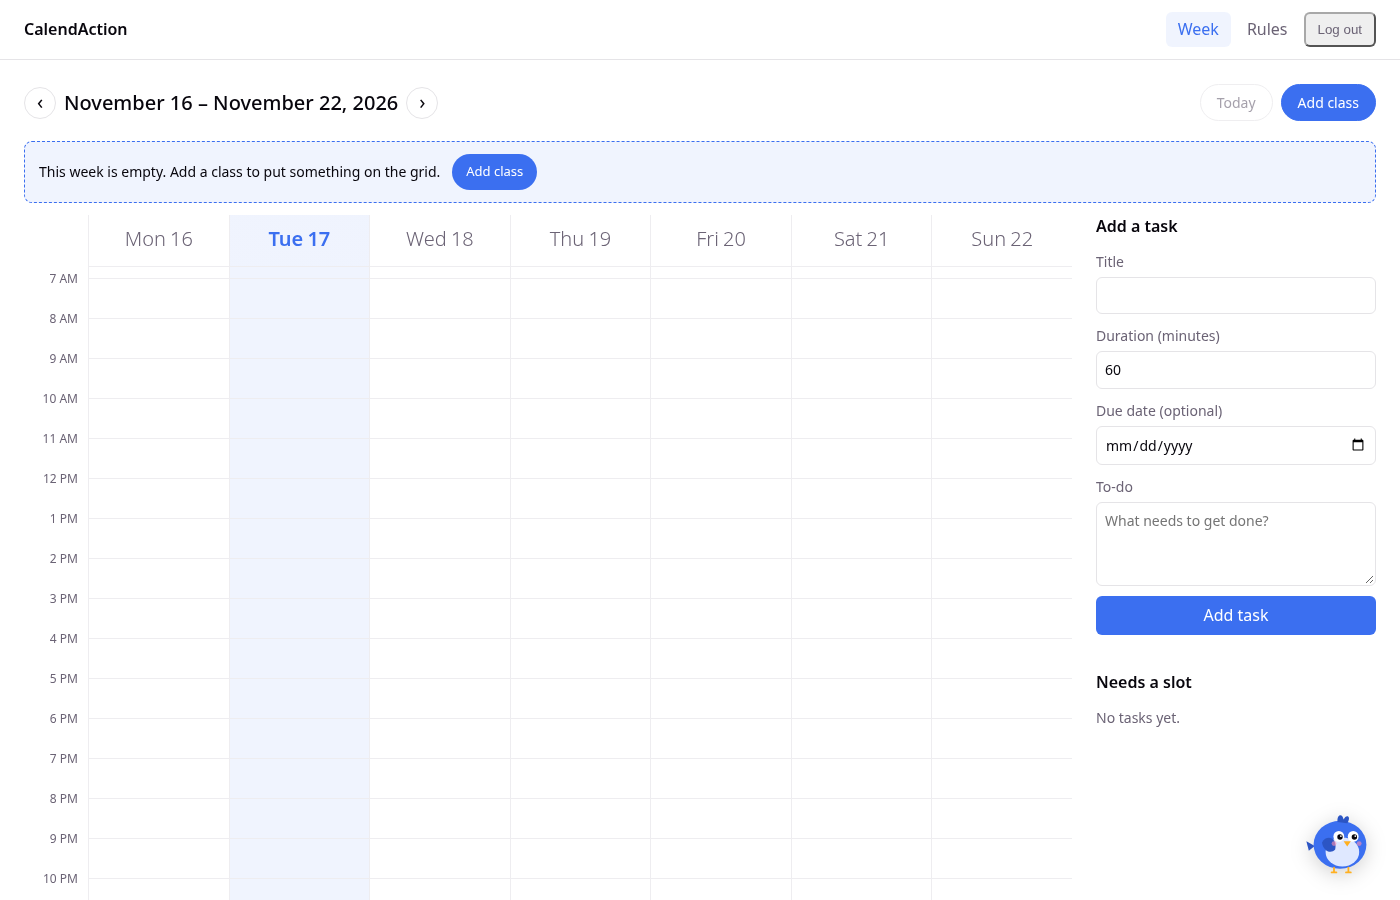 CalendAction
Week
Rules
Log out
‹
November 16 – November 22, 2026
›
Today
Add class
This week is empty. Add a class to put something on the grid.
Add class
Mon 16
Tue 17
Wed 18
Thu 19
Fri 20
Sat 21
Sun 22
7 AM
8 AM
9 AM
10 AM
11 AM
12 PM
1 PM
2 PM
3 PM
4 PM
5 PM
6 PM
7 PM
8 PM
9 PM
10 PM
Add a task
Title
Duration (minutes)
60
Due date (optional)
mm/dd/yyyy
To-do
What needs to get done?
Add task
Needs a slot
No tasks yet.